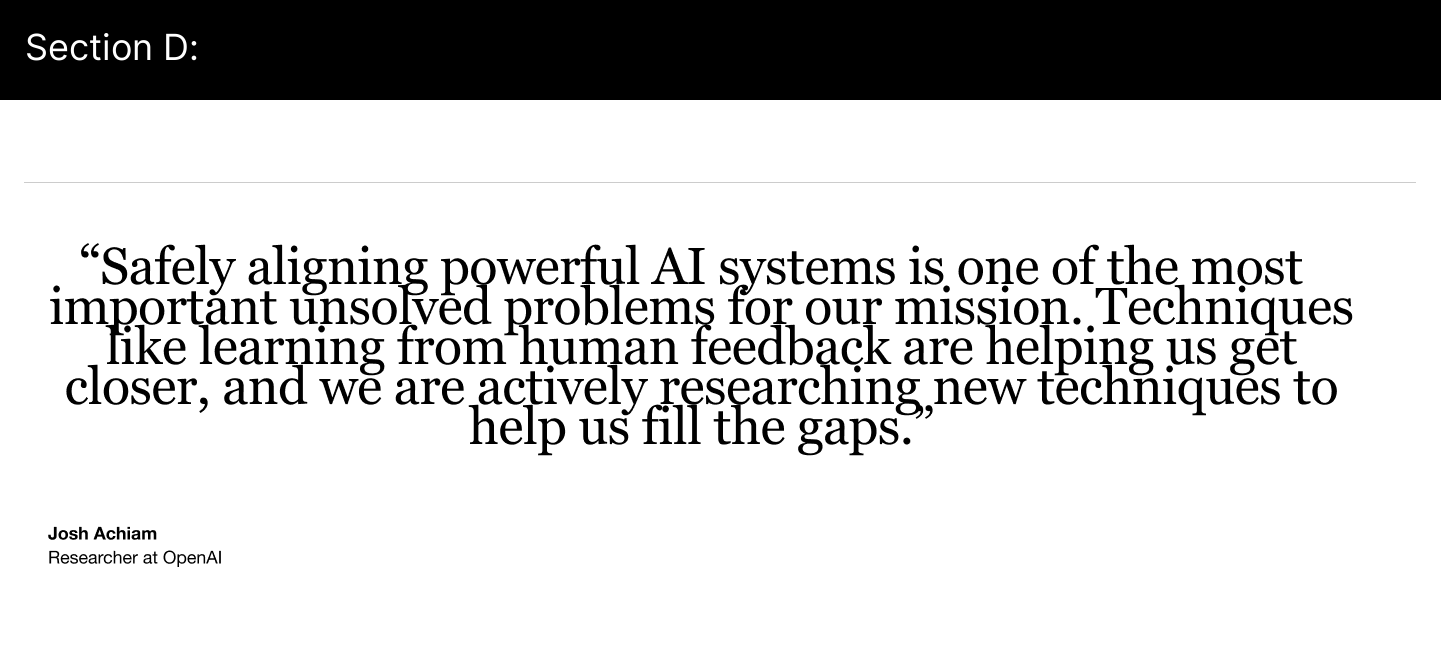 Section D:
“Safely aligning powerful AI systems is one of the most
important unsolved problems for our mission. Techniques
like learning from human feedback are helping us get
closer, and we are actively researching new techniques to
help us fill the gaps.”
Josh Achiam
Researcher at OpenAI